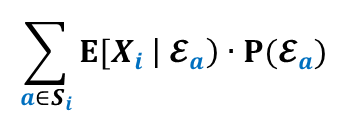 ∑_{a∈S_i} E[X_i | ℰ_a) · P(ℰ_a)